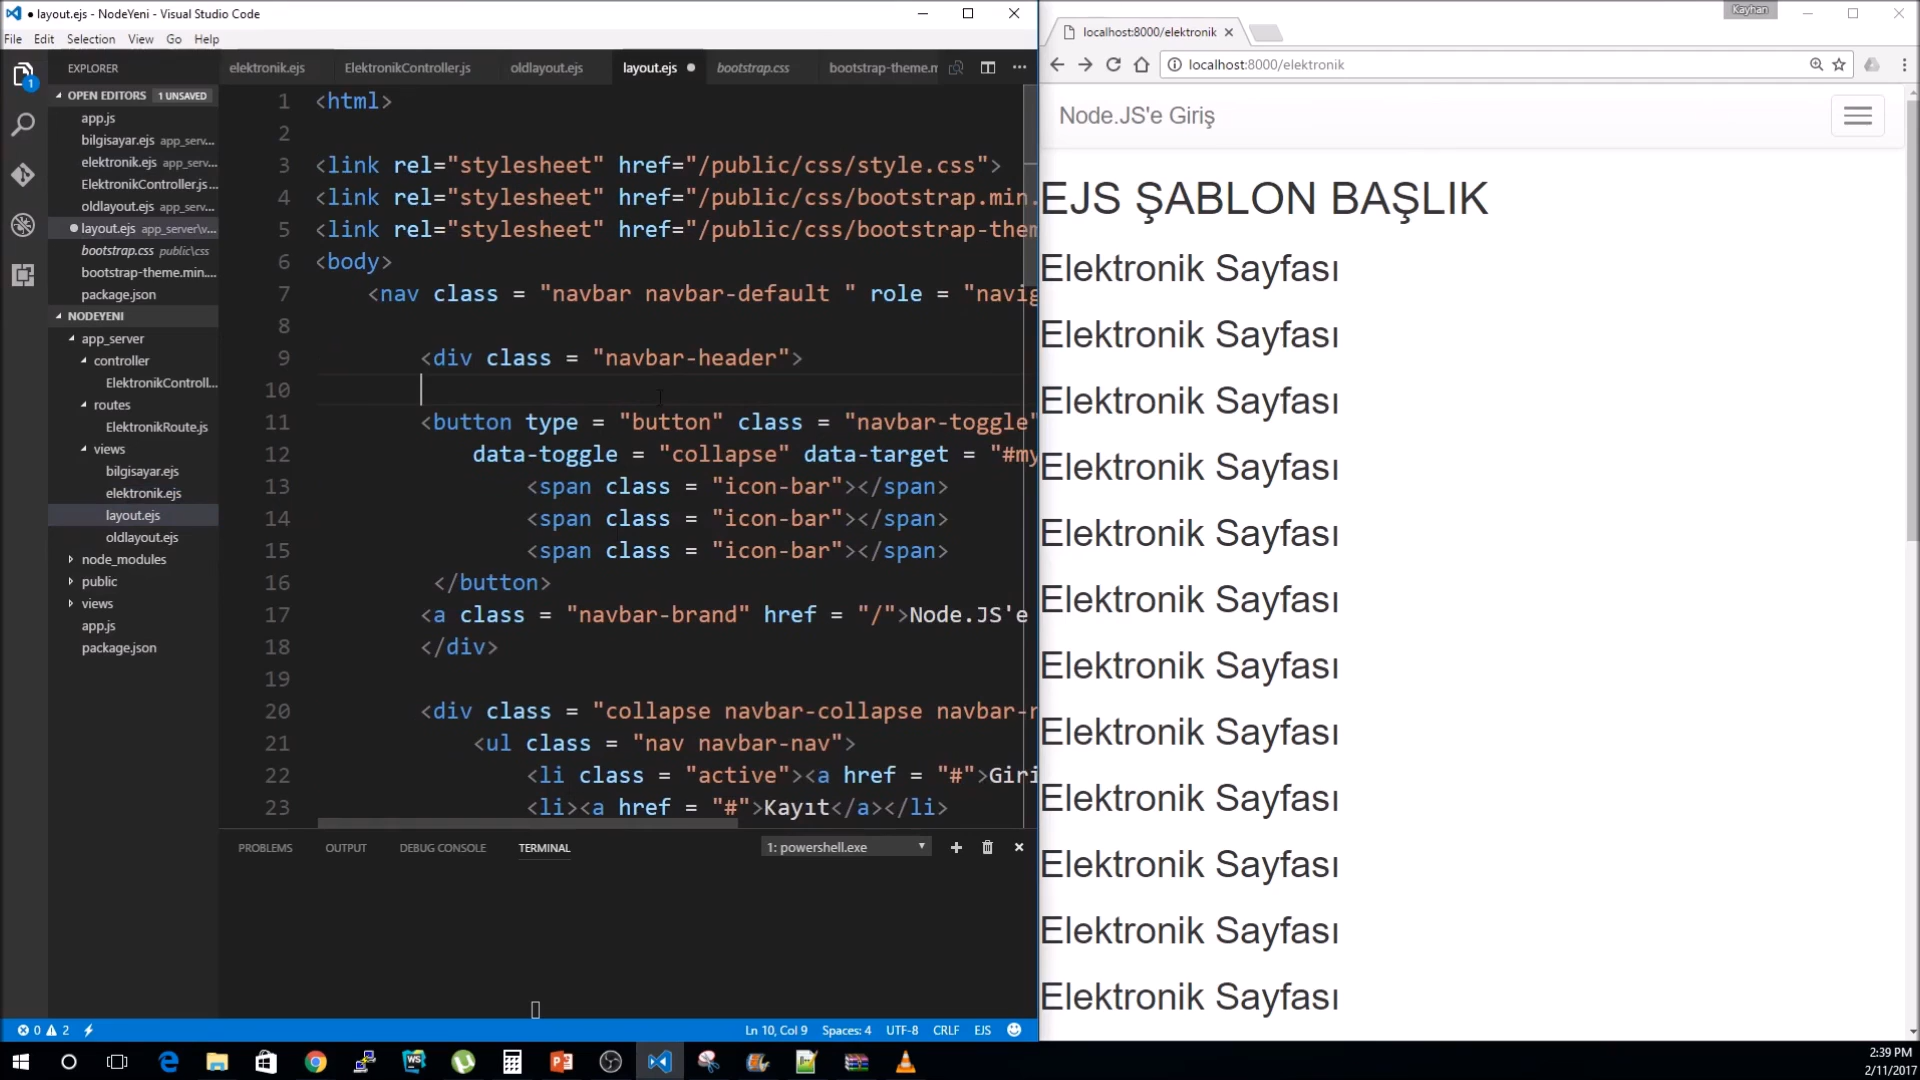 layout.ejs - NodeYeni - Visual Studio Code
File Edit Selection View Go Help
EXPLORER
OPEN EDITORS 1 UNSAVED
app.js
bilgisayar.ejs app_serv...
elektronik.ejs app_serv...
ElektronikController.js...
oldlayout.ejs app_serv...
layout.ejs app_server\v...
bootstrap.css public\css
bootstrap-theme.min....
package.json
NODEYENI
app_server
controller
ElektronikControll...
routes
ElektronikRoute.js
views
bilgisayar.ejs
elektronik.ejs
layout.ejs
oldlayout.ejs
node_modules
public
views
app.js
package.json
elektronik.ejs ElektronikController.js oldlayout.ejs layout.ejs bootstrap.css bootstrap-theme.m
1 <html>
2
3 <link rel="stylesheet" href="/public/css/style.css">
4 <link rel="stylesheet" href="/public/css/bootstrap.min.
5 <link rel="stylesheet" href="/public/css/bootstrap-them
6 <body>
7 <nav class = "navbar navbar-default " role = "navig
8
9 <div class = "navbar-header">
10
11 <button type = "button" class = "navbar-toggle"
12 data-toggle = "collapse" data-target = "#my
13 <span class = "icon-bar"></span>
14 <span class = "icon-bar"></span>
15 <span class = "icon-bar"></span>
16 </button>
17 <a class = "navbar-brand" href = "/">Node.JS'e
18 </div>
19
20 <div class = "collapse navbar-collapse navbar-r
21 <ul class = "nav navbar-nav">
22 <li class = "active"><a href = "#">Giri
23 <li><a href = "#">Kayıt</a></li>
PROBLEMS OUTPUT DEBUG CONSOLE TERMINAL 1: powershell.exe
0 2 Ln 10, Col 9 Spaces: 4 UTF-8 CRLF EJS
Kayhan
localhost:8000/elektronik
localhost:8000/elektronik
Node.JS'e Giriş
EJS ŞABLON BAŞLIK
Elektronik Sayfası
Elektronik Sayfası
Elektronik Sayfası
Elektronik Sayfası
Elektronik Sayfası
Elektronik Sayfası
Elektronik Sayfası
Elektronik Sayfası
Elektronik Sayfası
Elektronik Sayfası
Elektronik Sayfası
Elektronik Sayfası
2:39 PM
2/11/2017